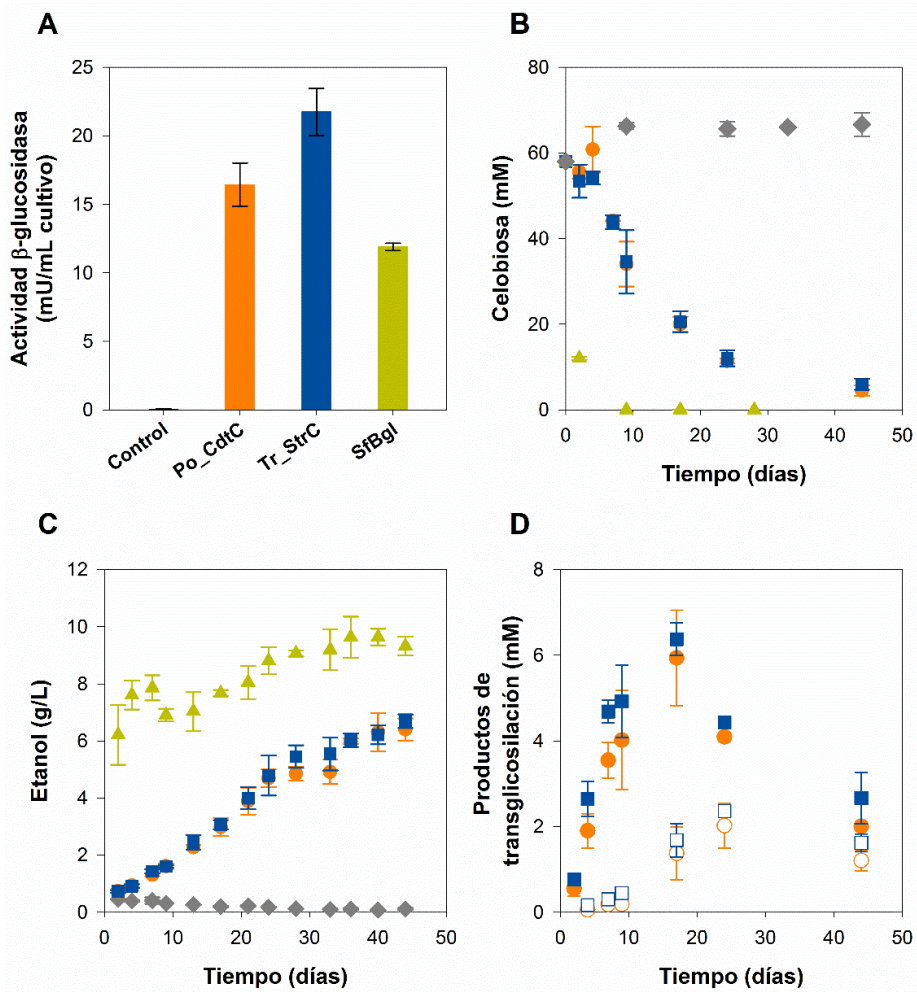 A
Actividad β-glucosidasa
(mU/mL cultivo)
25
20
15
10
5
0
Control
Po_CdtC
Tr_StrC
SfBgl
B
Celobiosa (mM)
80
60
40
20
0
0 10 20 30 40 50
Tiempo (días)
C
Etanol (g/L)
12
10
8
6
4
2
0
0 10 20 30 40 50
Tiempo (días)
D
Productos de
transglicosilación (mM)
8
6
4
2
0
0 10 20 30 40 50
Tiempo (días)